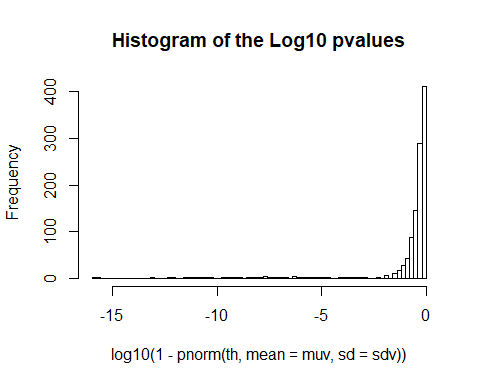 Histogram of the Log10 pvalues
Frequency
400
300
200
100
0
-15 -10 -5 0
log10(1 - pnorm(th, mean = muv, sd = sdv))